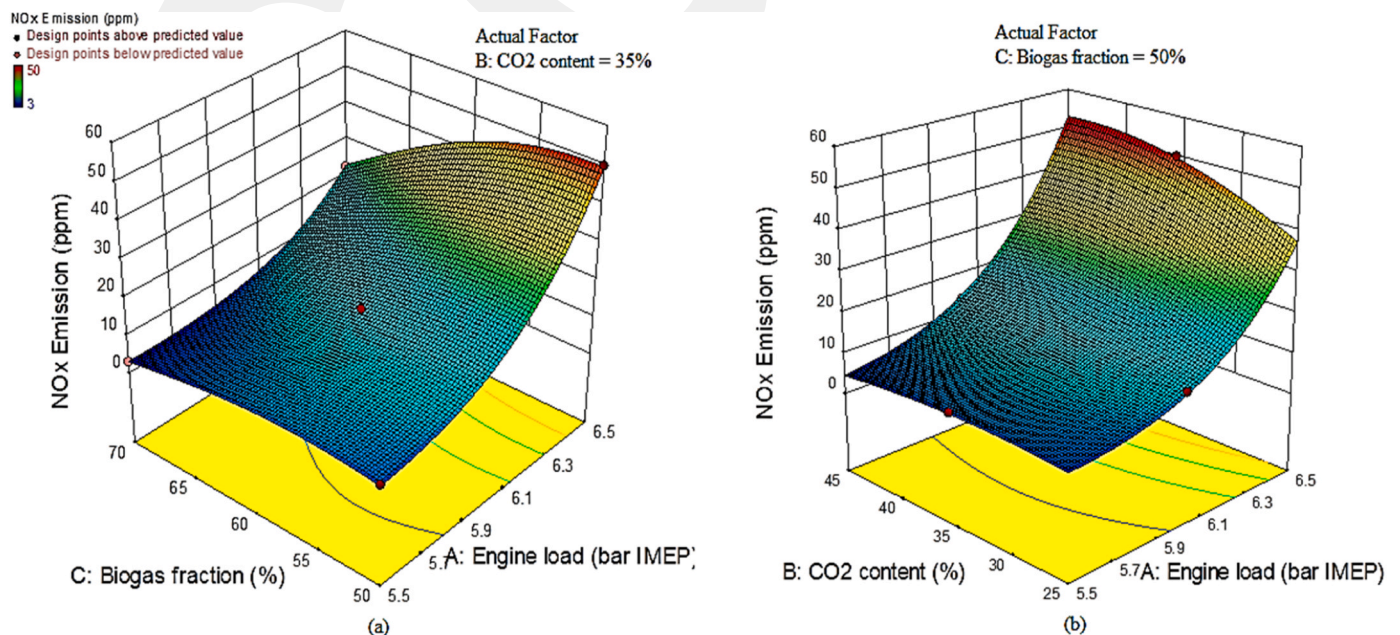 NOx Emission (ppm)
Design points above predicted value
Design points below predicted value
50
3
Actual Factor
B: CO2 content = 35%
60
50
40
30
20
10
0
NOx Emission (ppm)
70
65
60
55
50
C: Biogas fraction (%)
5.5
5.7
5.9
6.1
6.3
6.5
A: Engine load (bar IMEP)
(a)
Actual Factor
C: Biogas fraction = 50%
60
50
40
30
20
10
0
NOx Emission (ppm)
45
40
35
30
25
B: CO2 content (%)
5.5
5.7
5.9
6.1
6.3
6.5
A: Engine load (bar IMEP)
(b)